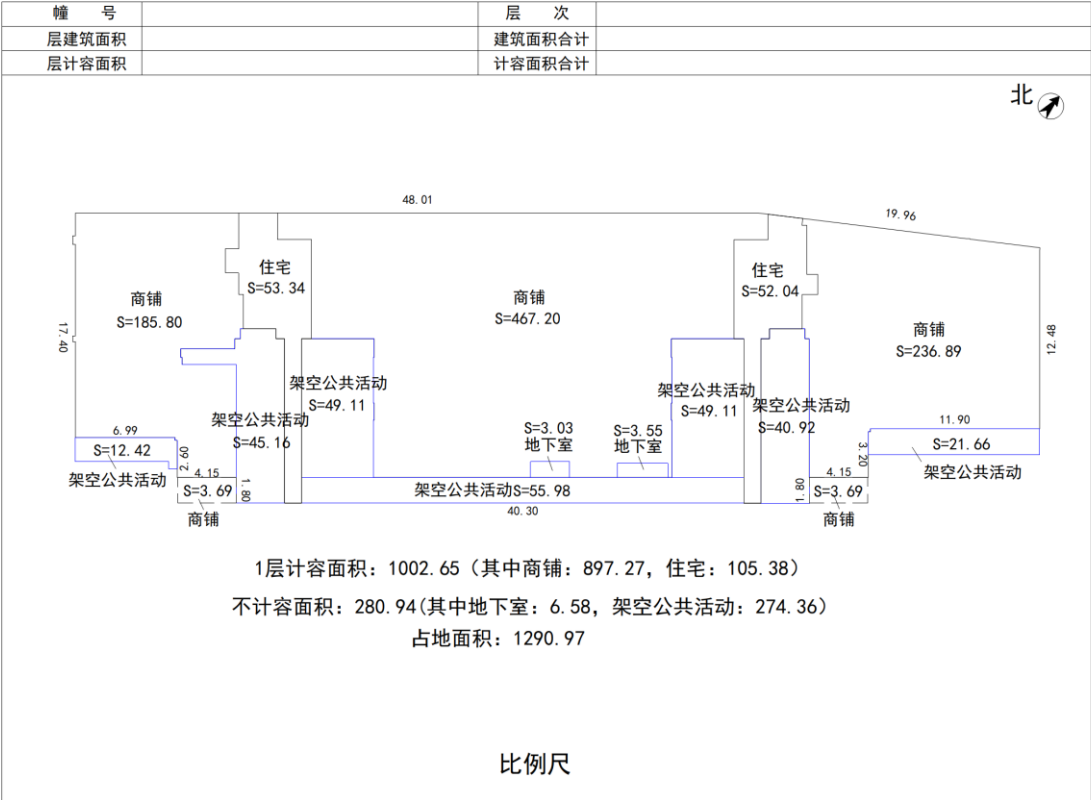 幢 号
层 次
层建筑面积
建筑面积合计
层计容面积
计容面积合计
北
48.01
19.96
住宅
S=53.34
住宅
S=52.04
商铺
S=185.80
商铺
S=467.20
商铺
S=236.89
17.40
12.48
架空公共活动
S=49.11
架空公共活动
S=49.11
架空公共活动
S=45.16
架空公共活动
S=40.92
6.99
S=12.42
架空公共活动
2.60
S=3.03
地下室
S=3.55
地下室
11.90
S=21.66
架空公共活动
3.20
4.15
S=3.69
商铺
1.80
架空公共活动S=55.98
40.30
1.80
4.15
S=3.69
商铺
1层计容面积：1002.65（其中商铺：897.27，住宅：105.38）
不计容面积：280.94(其中地下室：6.58，架空公共活动：274.36）
占地面积：1290.97
比例尺